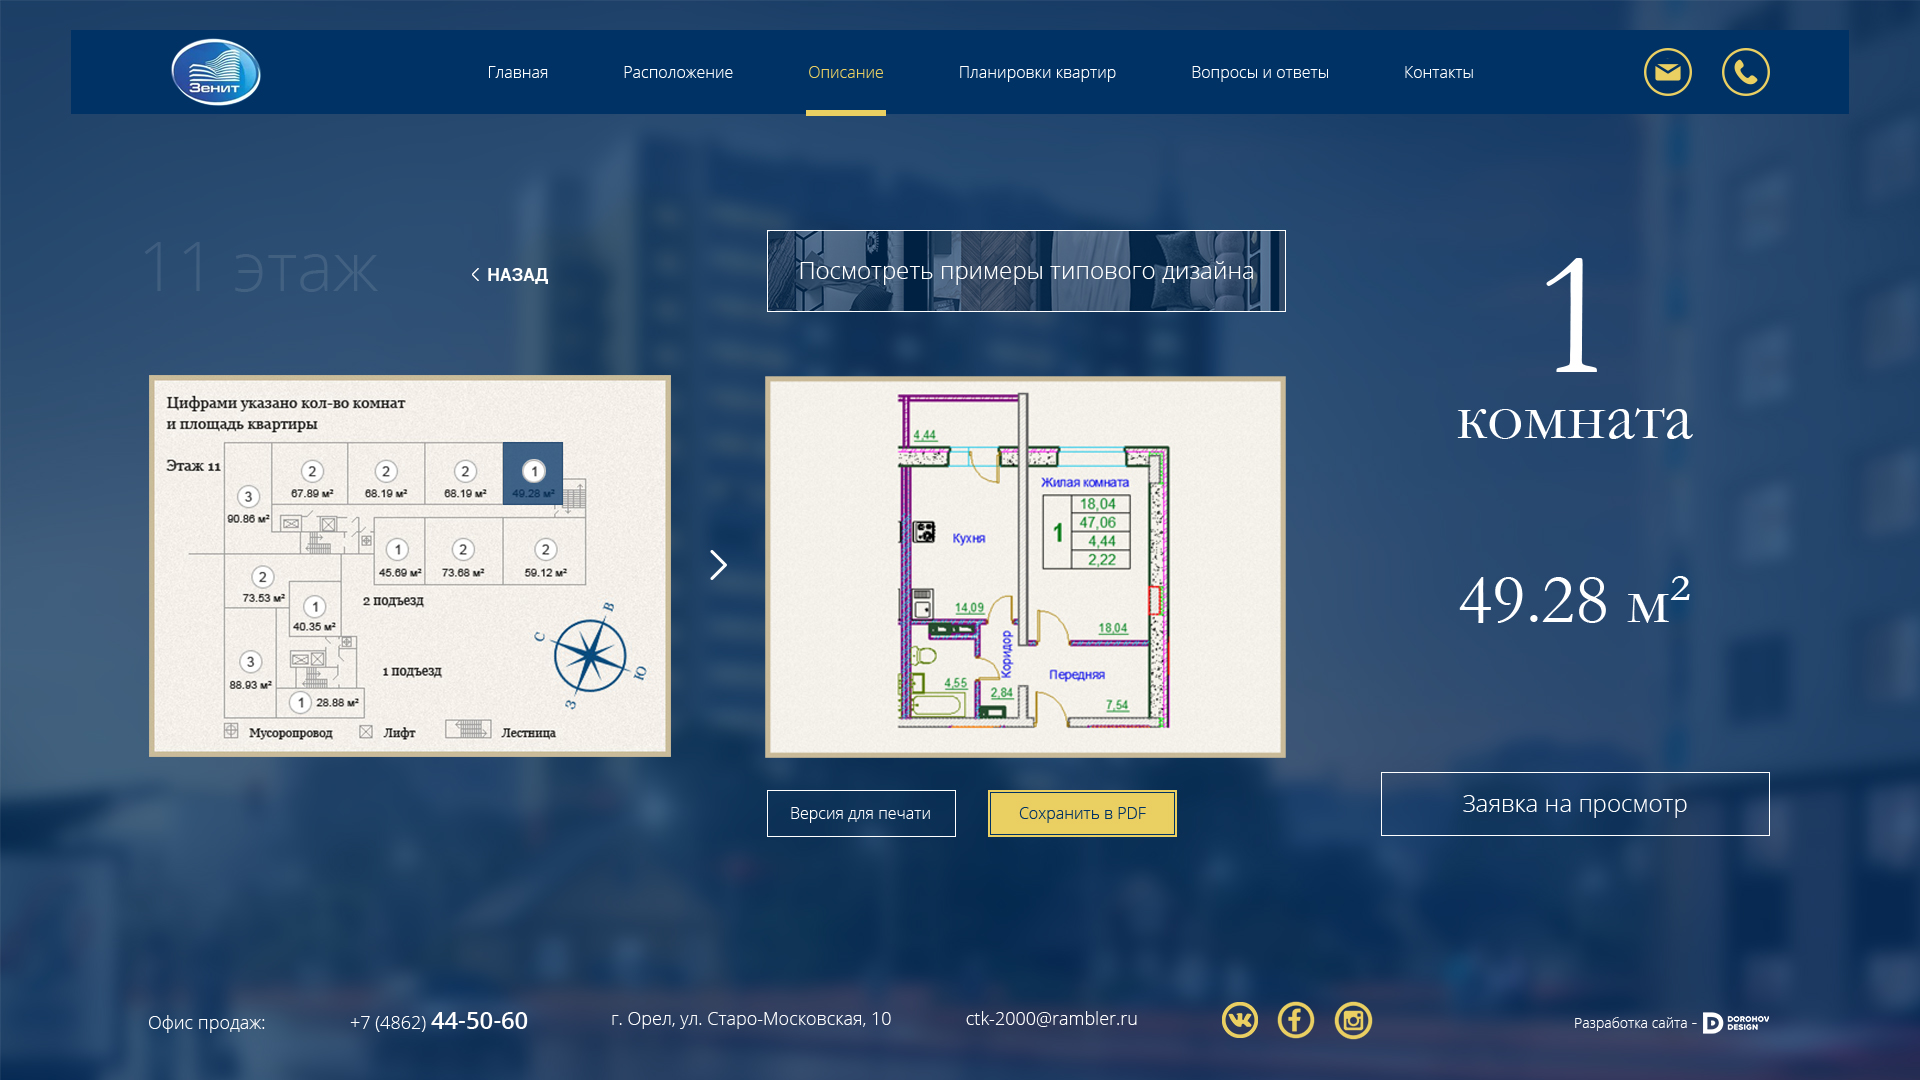 Зенит
Главная
Расположение
Описание
Планировки квартир
Вопросы и ответы
Контакты
11 этаж
НАЗАД
Посмотреть примеры типового дизайна
1
комната
49.28 м²
Цифрами указано кол-во комнат
и площадь квартиры
Этаж 11
3
90.86 м²
2
67.89 м²
2
68.19 м²
2
68.19 м²
1
49.28 м²
1
45.69 м²
2
73.68 м²
2
59.12 м²
2
73.53 м²
1
40.35 м²
2 подъезд
3
88.93 м²
1 подъезд
1
28.88 м²
С
В
Ю
З
Мусоропровод
Лифт
Лестница
4,44
Жилая комната
1
18,04
47,06
4,44
2,22
Кухня
14,09
18,04
Коридор
Передняя
4,55
2,84
7,54
Версия для печати
Сохранить в PDF
Заявка на просмотр
Офис продаж:
+7 (4862) 44-50-60
г. Орел, ул. Старо-Московская, 10
ctk-2000@rambler.ru
Разработка сайта -
DOROHOV
DESIGN